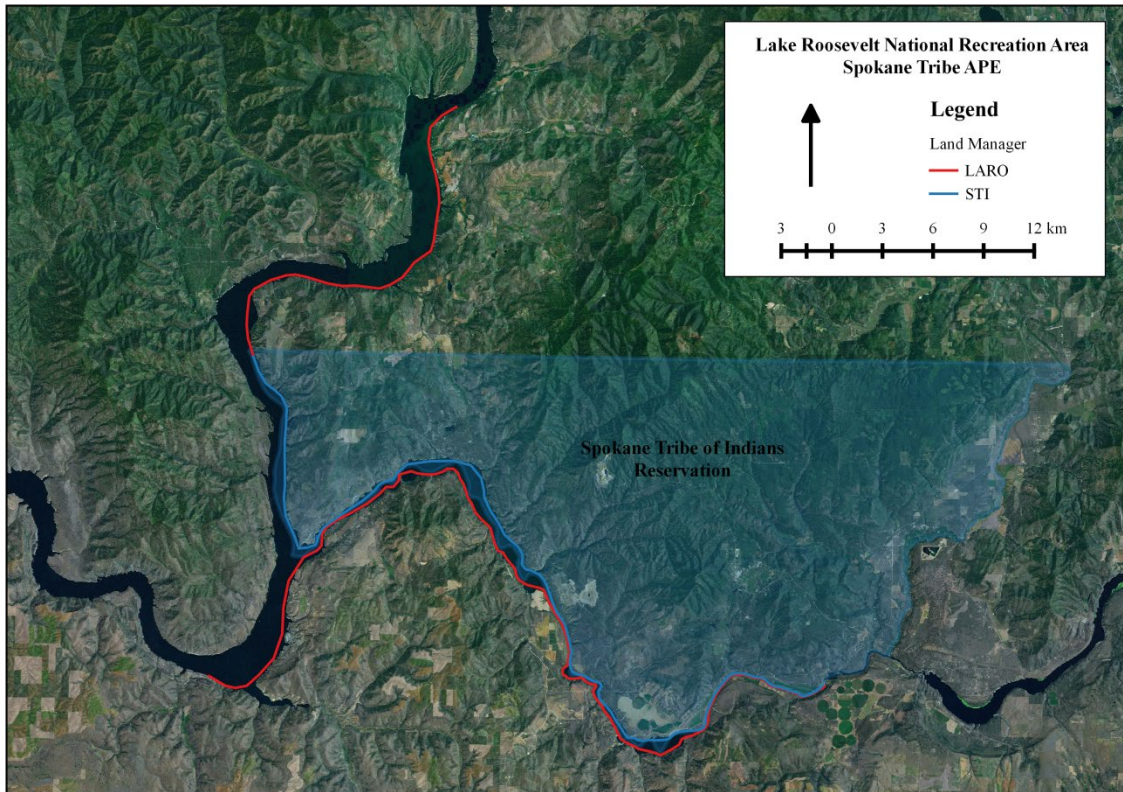 Lake Roosevelt National Recreation Area
Spokane Tribe APE
Legend
Land Manager
LARO
STI
3 0 3 6 9 12 km
Spokane Tribe of Indians
Reservation